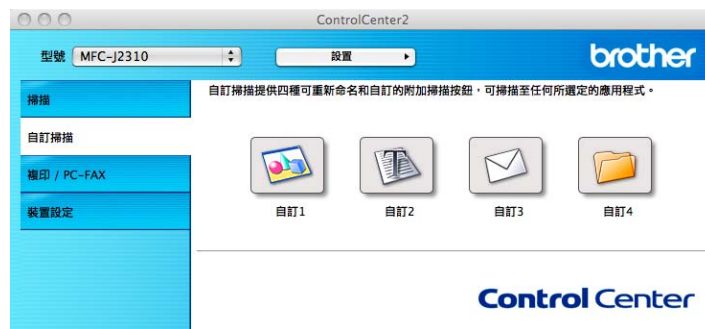 ControlCenter2
型號 MFC-J2310 設置 brother
掃描
自訂掃描提供四種可重新命名和自訂的附加掃描按鈕，可掃描至任何所選定的應用程式。
自訂掃描
複印 / PC-FAX
裝置設定
自訂1 自訂2 自訂3 自訂4
Control Center